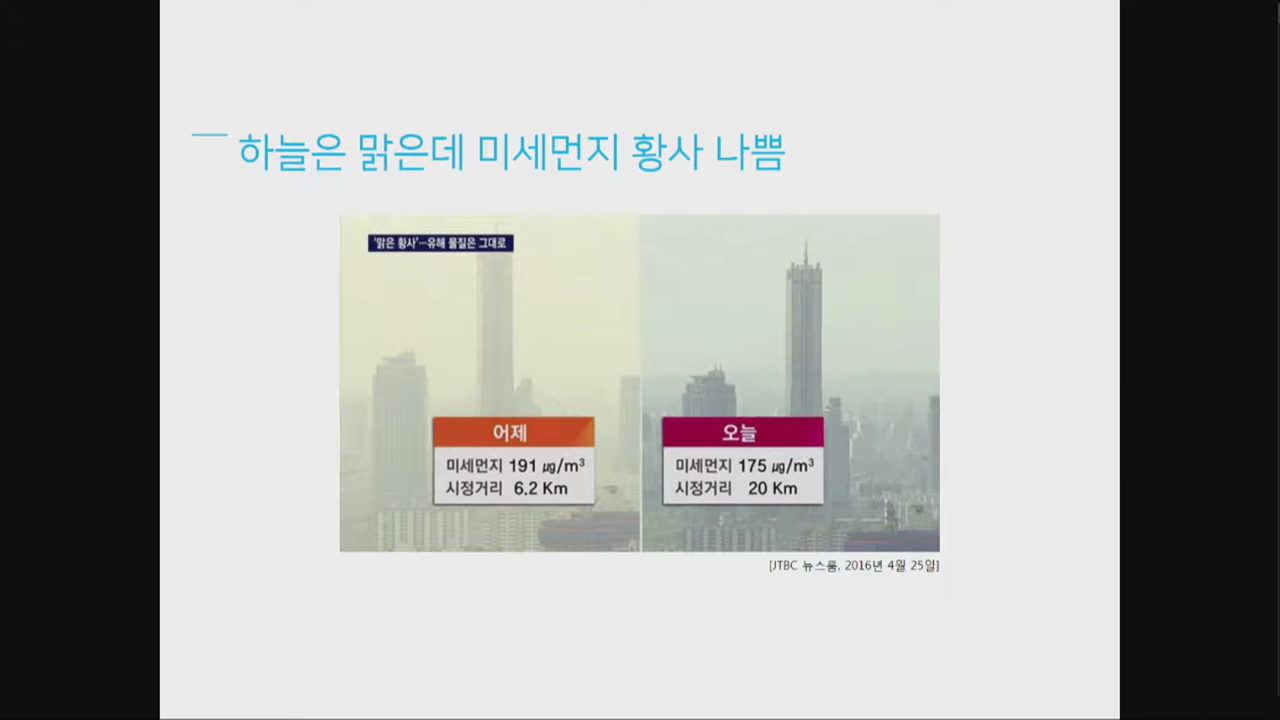 하늘은 맑은데 미세먼지 황사 나쁨
'맑은 황사'…유해 물질은 그대로
어제
미세먼지 191 ㎍/m³
시정거리 6.2 Km
오늘
미세먼지 175 ㎍/m³
시정거리 20 Km
[JTBC 뉴스룸, 2016년 4월 25일]